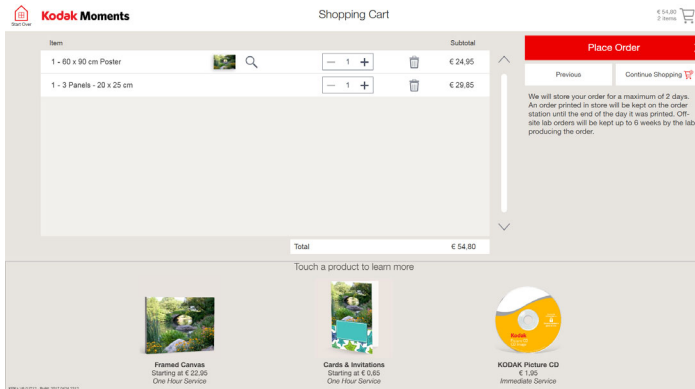 Start Over
Kodak Moments
Shopping Cart
€ 54,80
2 items
Item
Subtotal
1 - 60 x 90 cm Poster
1
€ 24,95
1 - 3 Panels - 20 x 25 cm
1
€ 29,85
Total
€ 54,80
Place Order
Previous
Continue Shopping
We will store your order for a maximum of 2 days.
An order printed in store will be kept on the order
station until the end of the day it was printed. Off-
site lab orders will be kept up to 6 weeks by the lab
producing the order.
Touch a product to learn more
Framed Canvas
Starting at € 22,95
One Hour Service
Cards & Invitations
Starting at € 0,65
One Hour Service
Kodak
KODAK Picture CD
€ 1,95
Immediate Service